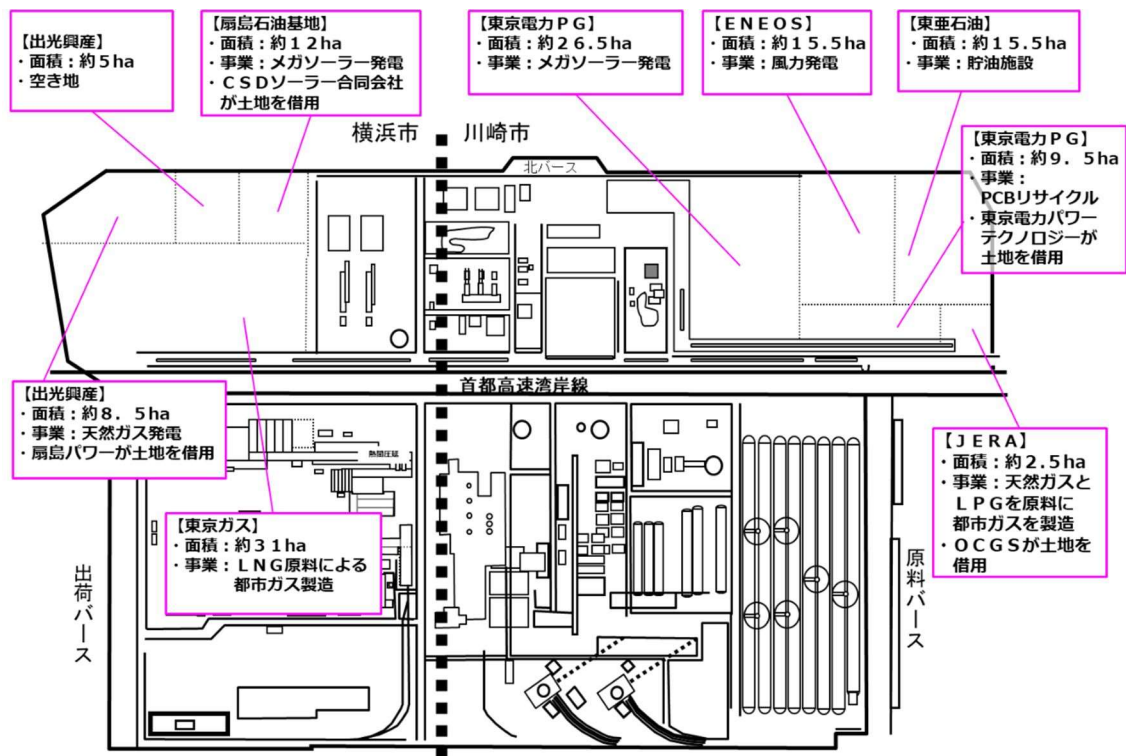 【出光興産】
・面積：約５ha
・空き地
【扇島石油基地】
・面積：約１２ha
・事業：メガソーラー発電
・ＣＳＤソーラー合同会社
が土地を借用
【東京電力ＰＧ】
・面積：約２６.５ha
・事業：メガソーラー発電
【ＥＮＥＯＳ】
・面積：約１５.５ha
・事業：風力発電
【東亜石油】
・面積：約１５.５ha
・事業：貯油施設
【東京電力ＰＧ】
・面積：約９．５ha
・事業：
PCBリサイクル
・東京電力パワー
テクノロジーが
土地を借用
横浜市
川崎市
北バース
首都高速湾岸線
【出光興産】
・面積：約８．５ha
・事業：天然ガス発電
・扇島パワーが土地を借用
熱間圧延
【東京ガス】
・面積：約３１ha
・事業：ＬＮＧ原料による
都市ガス製造
【ＪＥＲＡ】
・面積：約２.５ha
・事業：天然ガスと
ＬＰＧを原料に
都市ガスを製造
・ＯＣＧＳが土地を
借用
出荷バース
原料バース